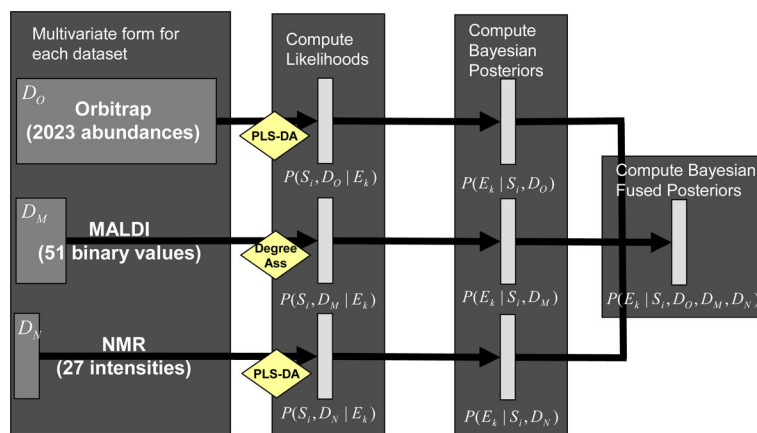 Multivariate form for
each dataset
Compute
Likelihoods
Compute
Bayesian
Posteriors
D_O
Orbitrap
(2023 abundances)
PLS-DA
P(S_i, D_O | E_k)
P(E_k | S_i, D_O)
Compute Bayesian
Fused Posteriors
D_M
MALDI
(51 binary values)
Degree
Ass
P(S_i, D_M | E_k)
P(E_k | S_i, D_M)
P(E_k | S_i, D_O, D_M, D_N)
D_N
NMR
(27 intensities)
PLS-DA
P(S_i, D_N | E_k)
P(E_k | S_i, D_N)